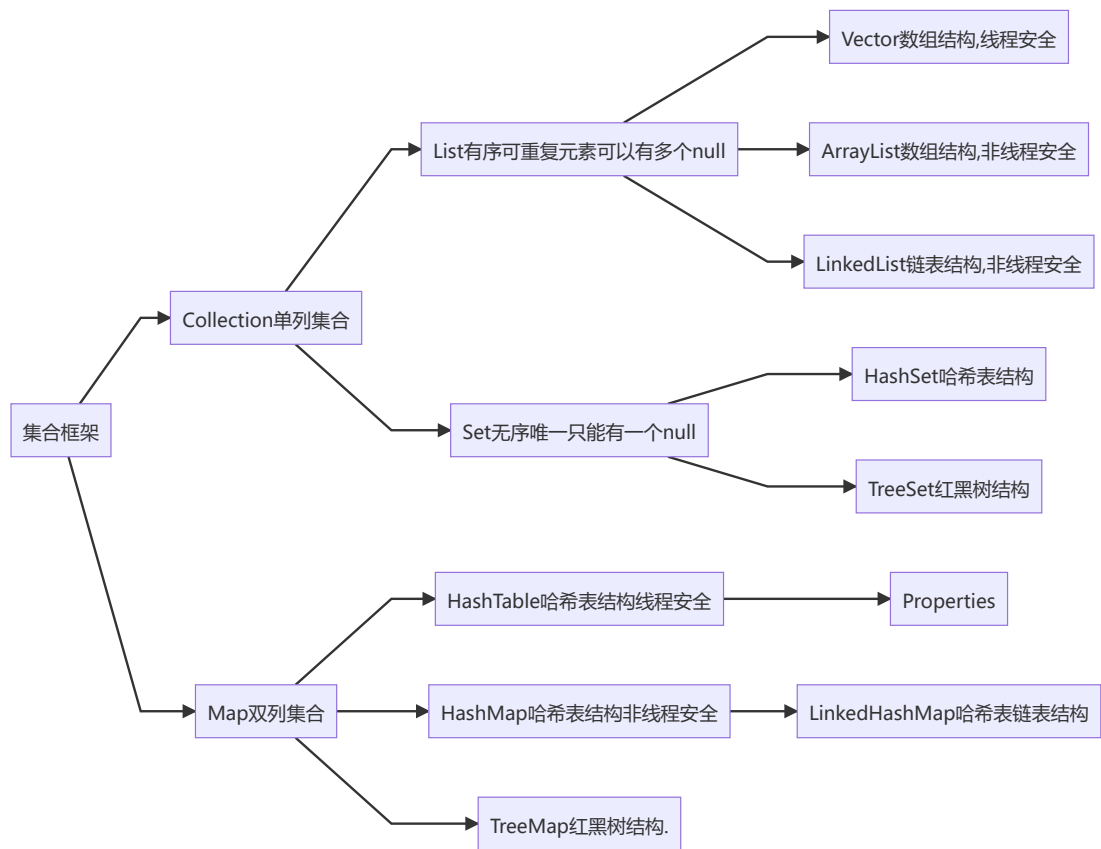 Vector数组结构,线程安全
List有序可重复元素可以有多个null
ArrayList数组结构,非线程安全
LinkedList链表结构,非线程安全
Collection单列集合
HashSet哈希表结构
集合框架
Set无序唯一只能有一个null
TreeSet红黑树结构
HashTable哈希表结构线程安全
Properties
Map双列集合
HashMap哈希表结构非线程安全
LinkedHashMap哈希表链表结构
TreeMap红黑树结构.